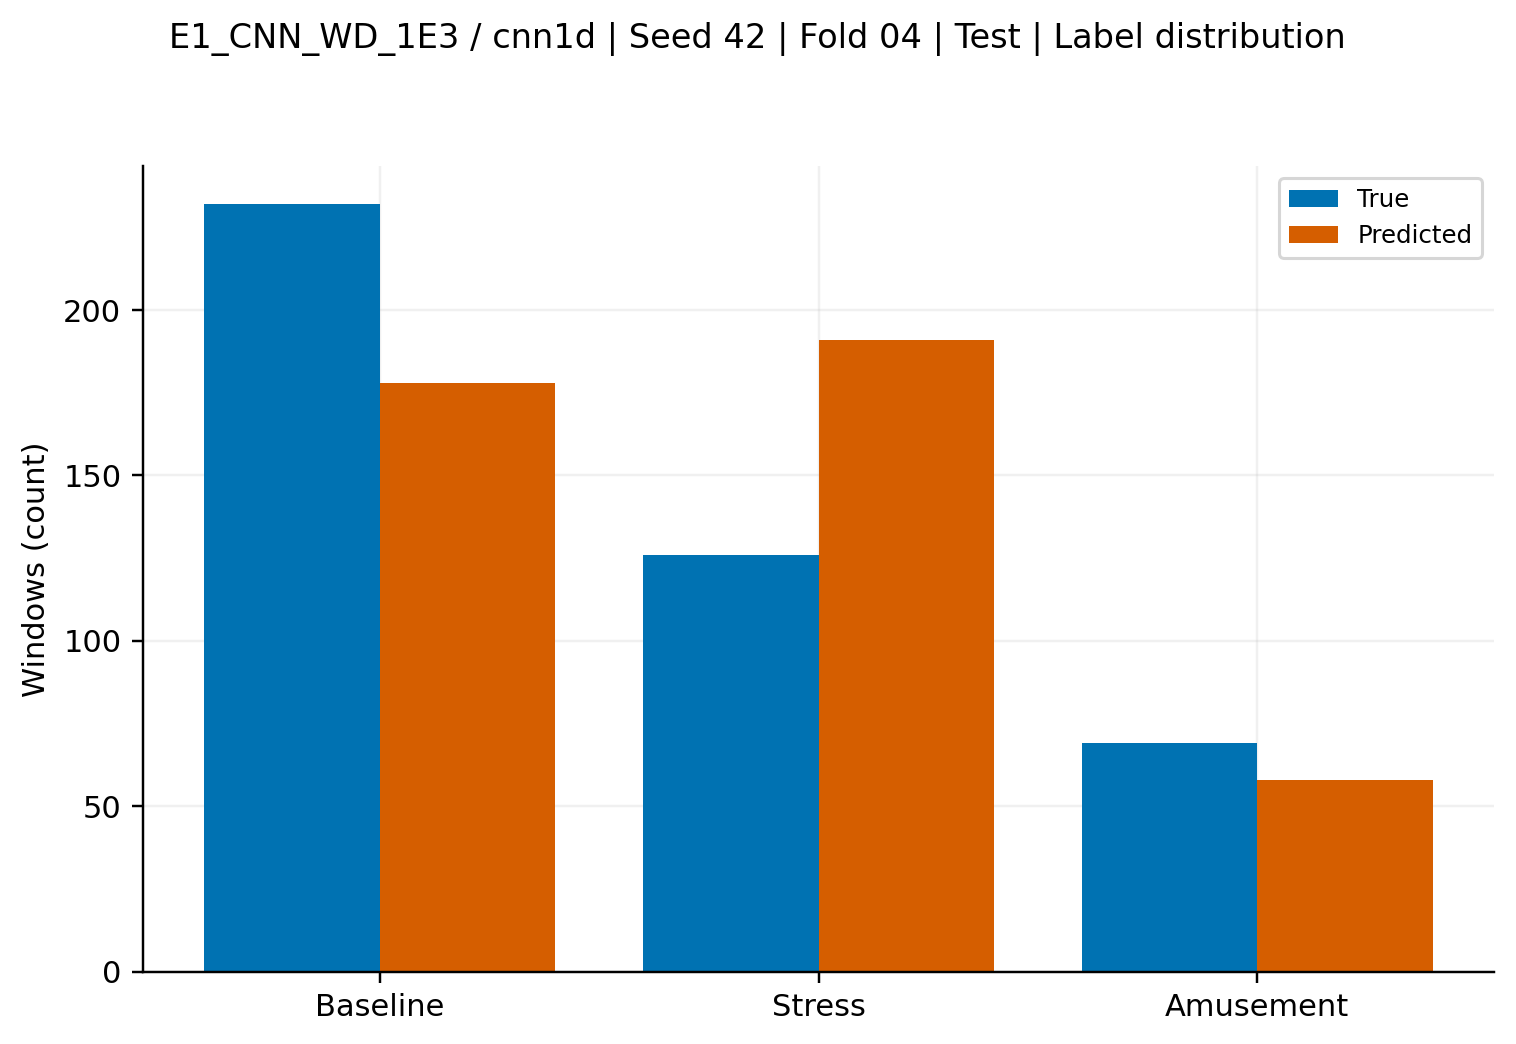 E1_CNN_WD_1E3 / cnn1d | Seed 42 | Fold 04 | Test | Label distribution
True
Predicted
Windows (count)
200
150
100
50
0
Baseline
Stress
Amusement